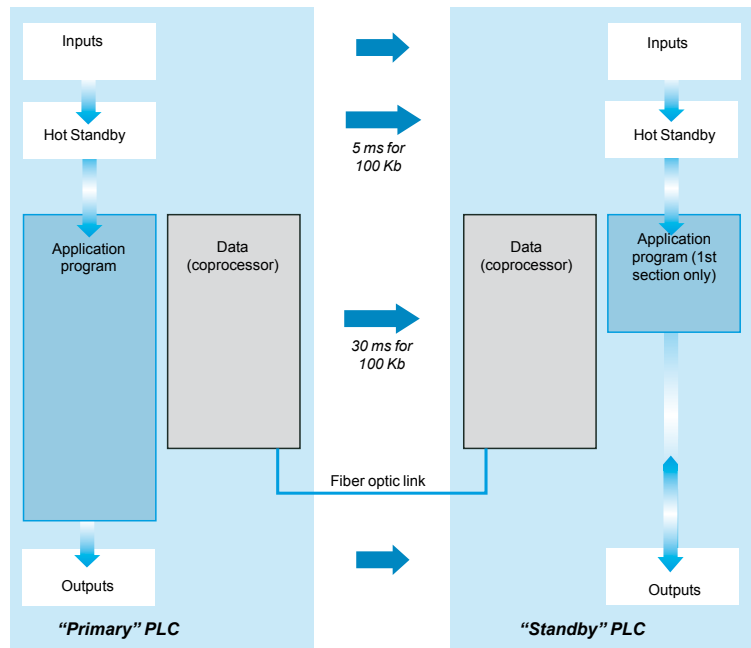 Inputs
Inputs
Hot Standby
5 ms for
100 Kb
Hot Standby
Application
program
Data
(coprocessor)
Data
(coprocessor)
Application
program (1st
section only)
30 ms for
100 Kb
Fiber optic link
Outputs
Outputs
“Primary” PLC
“Standby” PLC